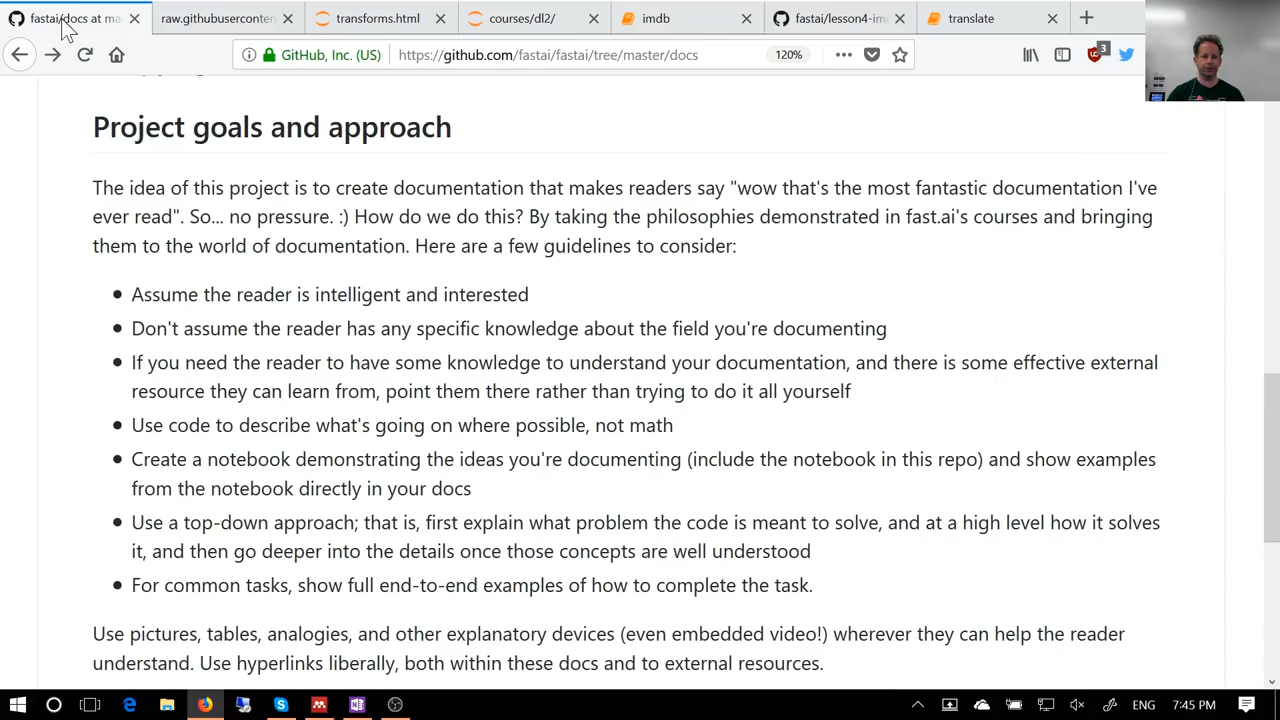 fastai/docs at ma
raw.githubuserconten
transforms.html
courses/dl2/
imdb
fastai/lesson4-im
translate
GitHub, Inc. (US)
https://github.com/fastai/fastai/tree/master/docs
120%
3
Project goals and approach
The idea of this project is to create documentation that makes readers say "wow that's the most fantastic documentation I've
ever read". So... no pressure. :) How do we do this? By taking the philosophies demonstrated in fast.ai's courses and bringing
them to the world of documentation. Here are a few guidelines to consider:
Assume the reader is intelligent and interested
Don't assume the reader has any specific knowledge about the field you're documenting
If you need the reader to have some knowledge to understand your documentation, and there is some effective external
resource they can learn from, point them there rather than trying to do it all yourself
Use code to describe what's going on where possible, not math
Create a notebook demonstrating the ideas you're documenting (include the notebook in this repo) and show examples
from the notebook directly in your docs
Use a top-down approach; that is, first explain what problem the code is meant to solve, and at a high level how it solves
it, and then go deeper into the details once those concepts are well understood
For common tasks, show full end-to-end examples of how to complete the task.
Use pictures, tables, analogies, and other explanatory devices (even embedded video!) wherever they can help the reader
understand. Use hyperlinks liberally, both within these docs and to external resources.
ENG
7:45 PM